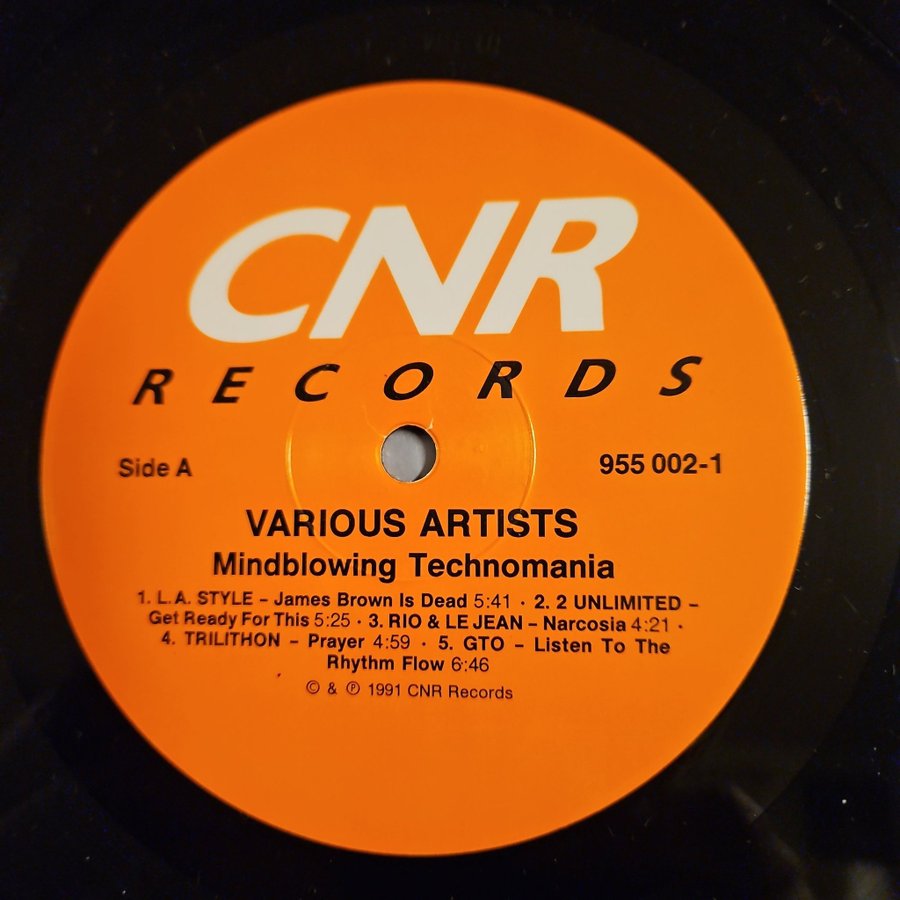 CNR
RECORDS
Side A
955 002-1
VARIOUS ARTISTS
Mindblowing Technomania
1. L.A. STYLE – James Brown Is Dead 5:41 · 2. 2 UNLIMITED –
Get Ready For This 5:25 · 3. RIO & LE JEAN – Narcosia 4:21 ·
4. TRILITHON – Prayer 4:59 · 5. GTO – Listen To The
Rhythm Flow 6:46
© & ℗ 1991 CNR Records